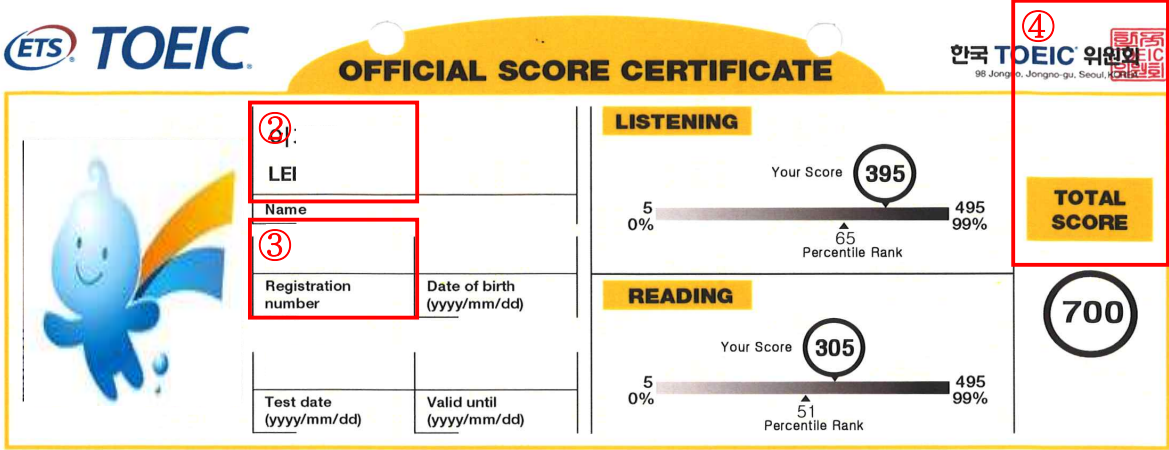 ETS® TOEIC®
OFFICIAL SCORE CERTIFICATE
④
한국 TOEIC® 위원회
98 Jongno, Jongno-gu, Seoul, KOREA
②
LEE
Name
③
Registration
number
Date of birth
(yyyy/mm/dd)
Test date
(yyyy/mm/dd)
Valid until
(yyyy/mm/dd)
LISTENING
Your Score 395
5 495
0% 99%
65
Percentile Rank
READING
Your Score 305
5 495
0% 99%
51
Percentile Rank
TOTAL
SCORE
700